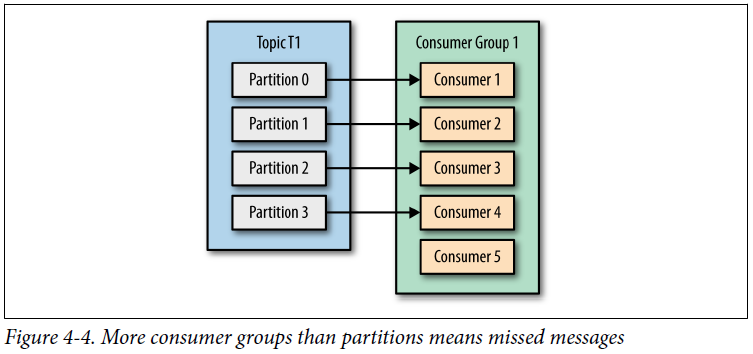 Topic T1
Partition 0
Partition 1
Partition 2
Partition 3
Consumer Group 1
Consumer 1
Consumer 2
Consumer 3
Consumer 4
Consumer 5
Figure 4-4. More consumer groups than partitions means missed messages